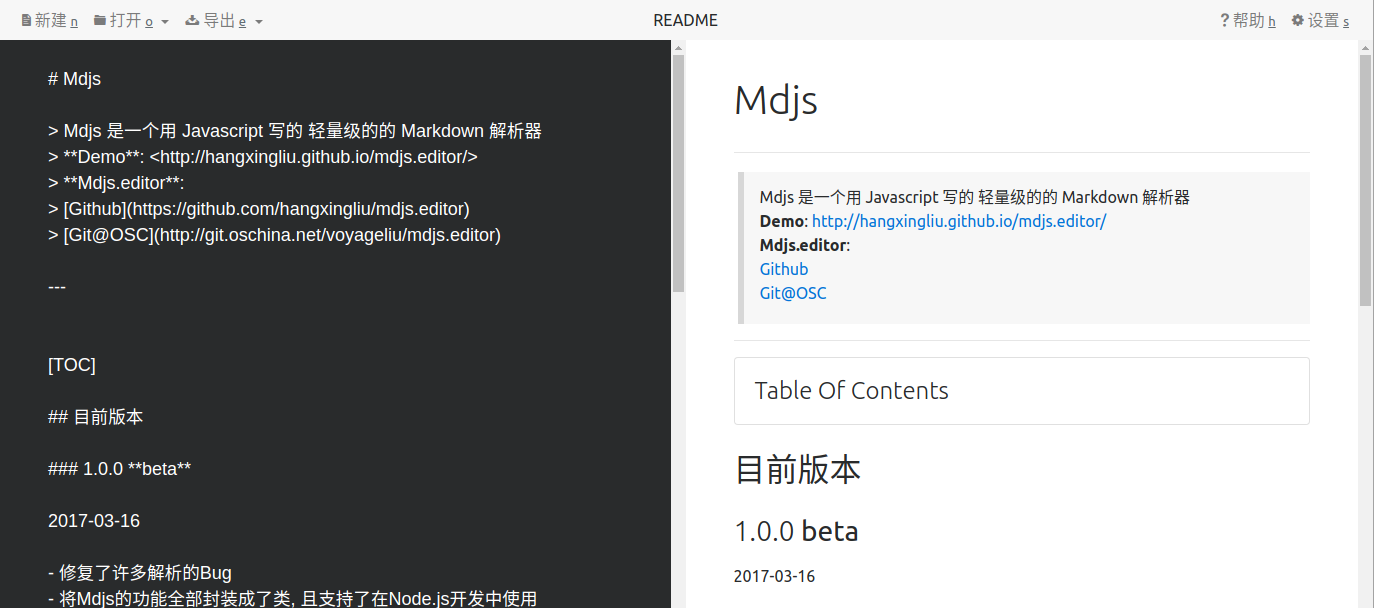 新建 n 打开 o 导出 e README ? 帮助 h 设置 s
# Mdjs
> Mdjs 是一个用 Javascript 写的 轻量级的的 Markdown 解析器
> **Demo**: <http://hangxingliu.github.io/mdjs.editor/>
> **Mdjs.editor**:
> [Github](https://github.com/hangxingliu/mdjs.editor)
> [Git@OSC](http://git.oschina.net/voyageliu/mdjs.editor)
---
[TOC]
## 目前版本
### 1.0.0 **beta**
2017-03-16
- 修复了许多解析的Bug
- 将Mdjs的功能全部封装成了类, 且支持了在Node.js开发中使用
Mdjs
Mdjs 是一个用 Javascript 写的 轻量级的的 Markdown 解析器
Demo: http://hangxingliu.github.io/mdjs.editor/
Mdjs.editor:
Github
Git@OSC
Table Of Contents
目前版本
1.0.0 beta
2017-03-16